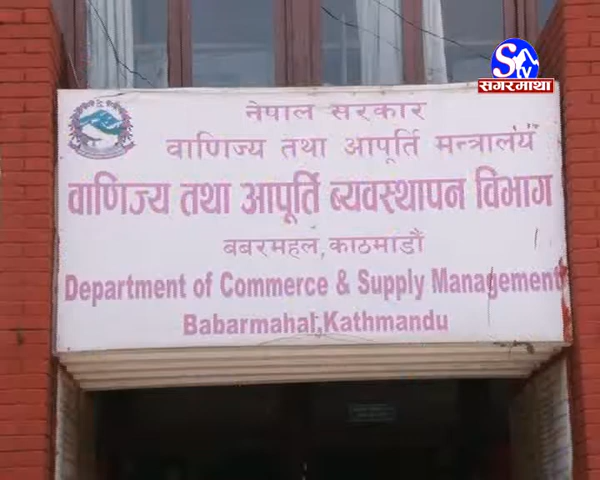 STV
सगरमाथा
नेपाल सरकार
वाणिज्य तथा आपूर्ति मन्त्रालय
वाणिज्य तथा आपूर्ति व्यवस्थापन विभाग
बबरमहल, काठमाडौं
Department of Commerce & Supply Management
Babarmahal,Kathmandu